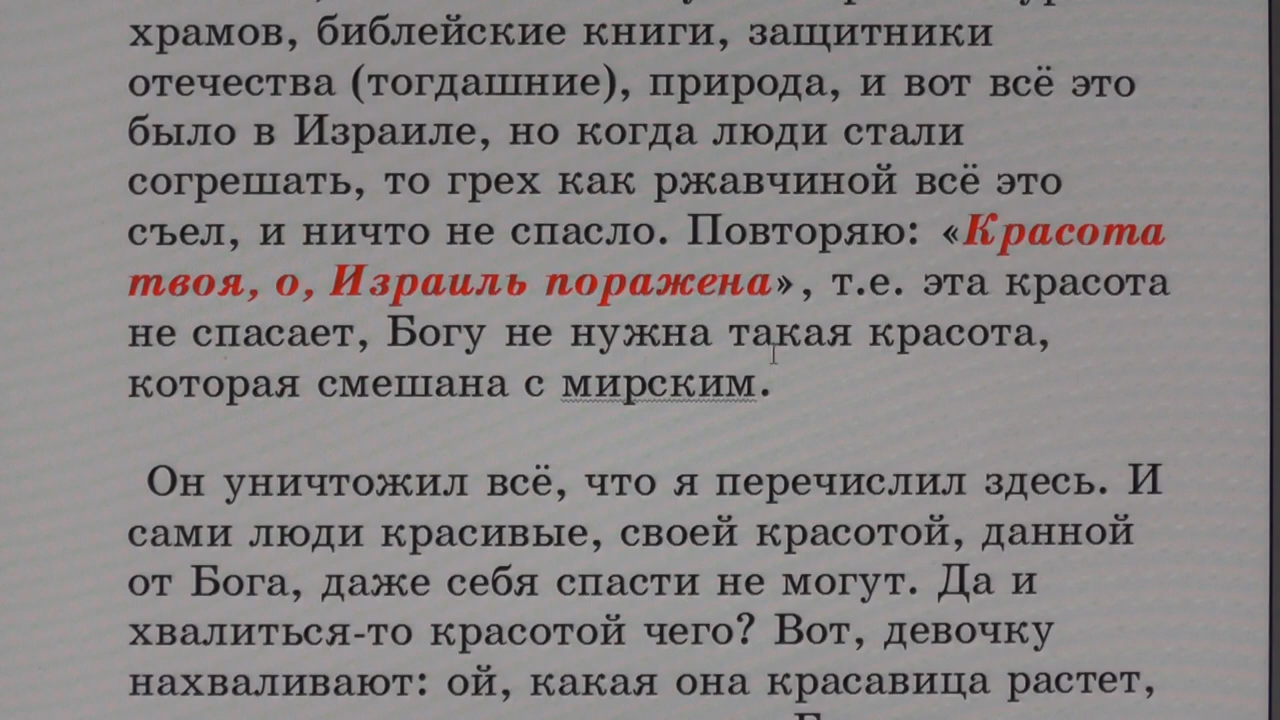 храмов, библейские книги, защитники
отечества (тогдашние), природа, и вот всё это
было в Израиле, но когда люди стали
согрешать, то грех как ржавчиной всё это
съел, и ничто не спасло. Повторяю: «Красота
твоя, о, Израиль поражена», т.е. эта красота
не спасает, Богу не нужна такая красота,
которая смешана с мирским.
Он уничтожил всё, что я перечислил здесь. И
сами люди красивые, своей красотой, данной
от Бога, даже себя спасти не могут. Да и
хвалиться-то красотой чего? Вот, девочку
нахваливают: ой, какая она красавица растет,